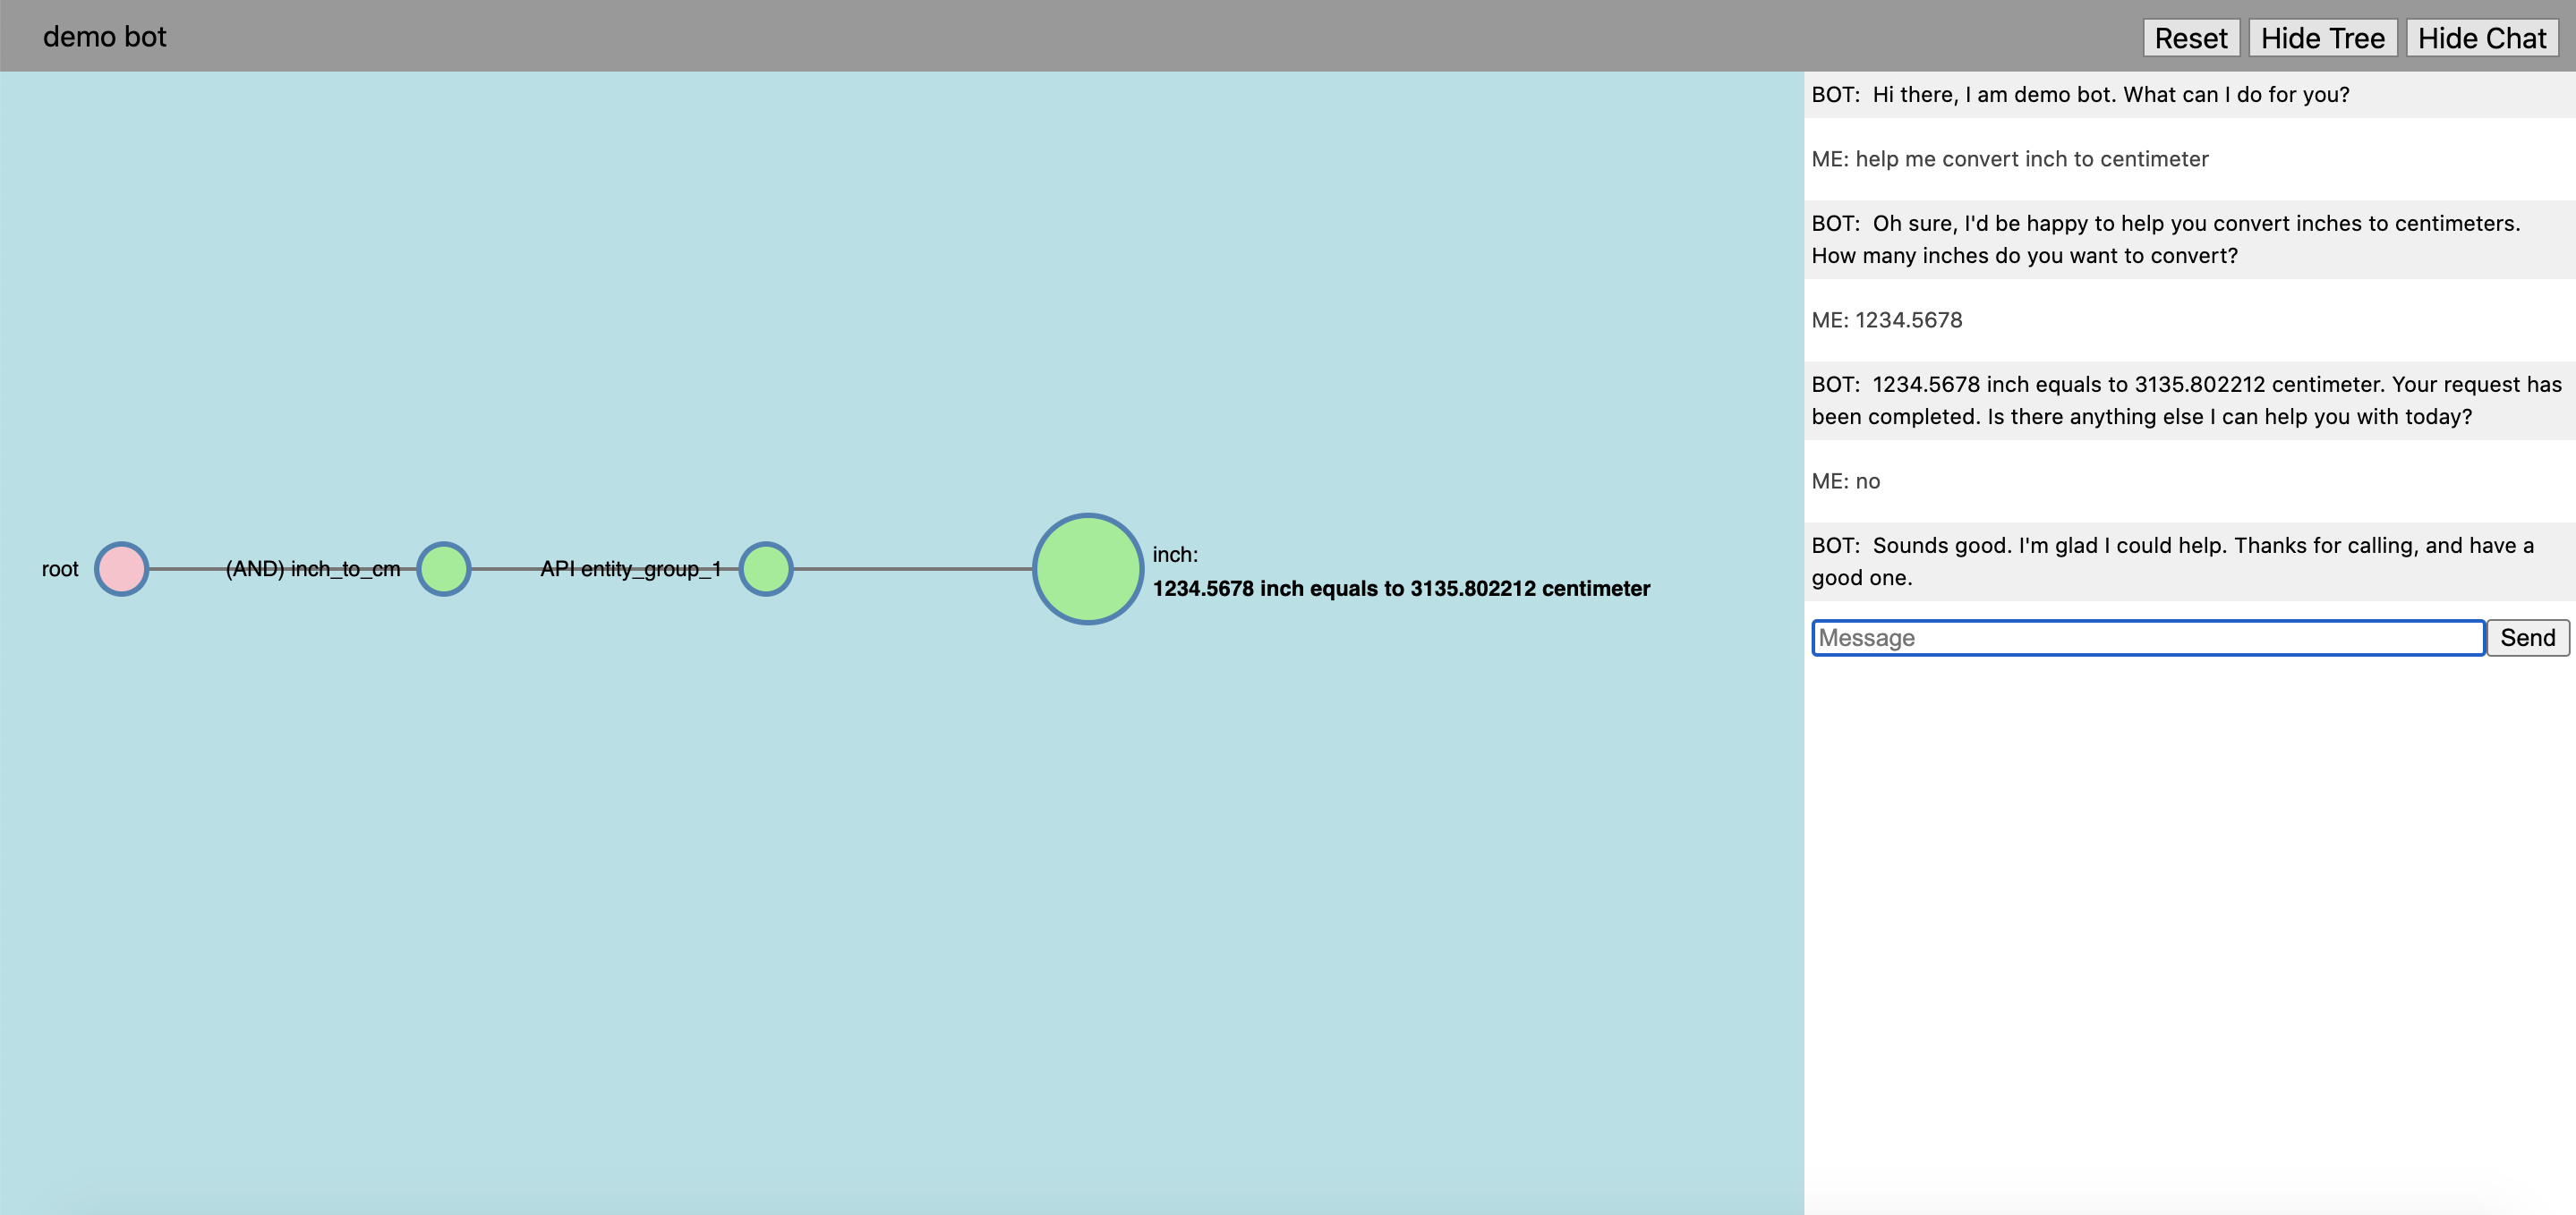 demo bot
Reset Hide Tree Hide Chat
root
(AND) inch_to_cm
API entity_group_1
inch:
1234.5678 inch equals to 3135.802212 centimeter
BOT: Hi there, I am demo bot. What can I do for you?
ME: help me convert inch to centimeter
BOT: Oh sure, I'd be happy to help you convert inches to centimeters.
How many inches do you want to convert?
ME: 1234.5678
BOT: 1234.5678 inch equals to 3135.802212 centimeter. Your request has
been completed. Is there anything else I can help you with today?
ME: no
BOT: Sounds good. I'm glad I could help. Thanks for calling, and have a
good one.
Message Send